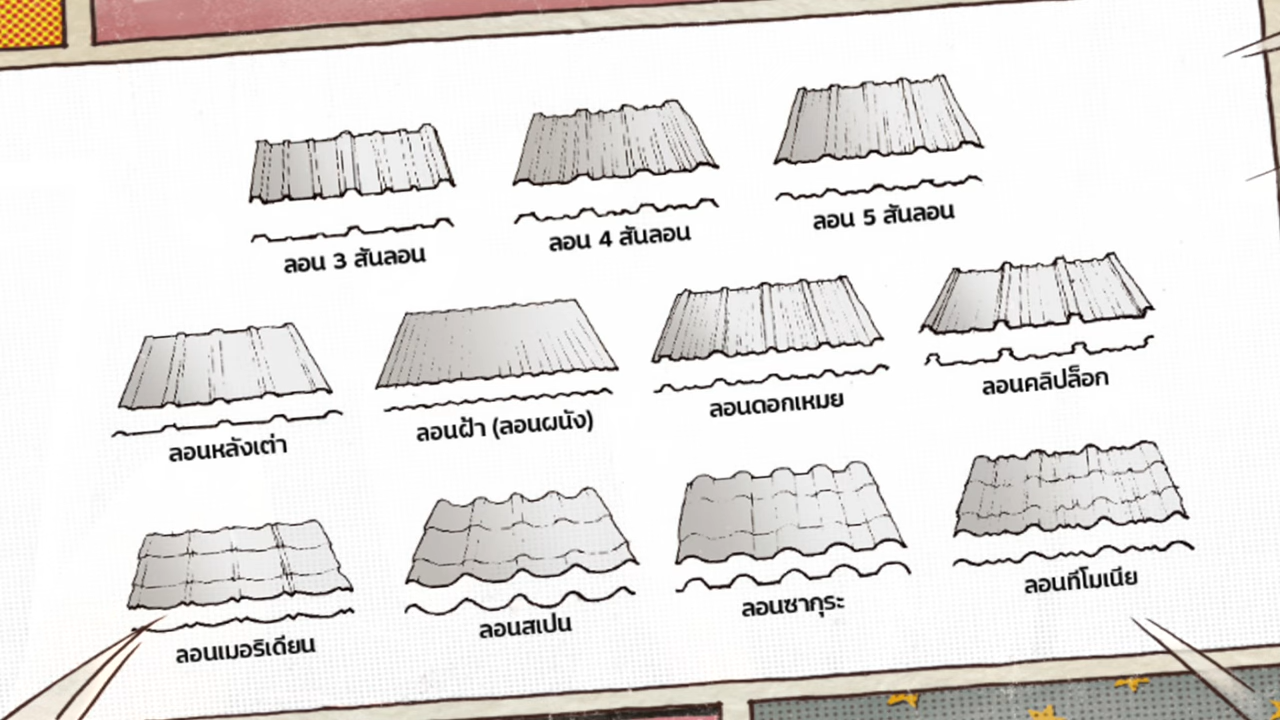 ลอน 3 สันลอน
ลอน 4 สันลอน
ลอน 5 สันลอน
ลอนหลังเต่า
ลอนฝ้า (ลอนผนัง)
ลอนดอกเหมย
ลอนคลิปล็อก
ลอนเมอริเดียน
ลอนสเปน
ลอนซากุระ
ลอนทีโมเนีย